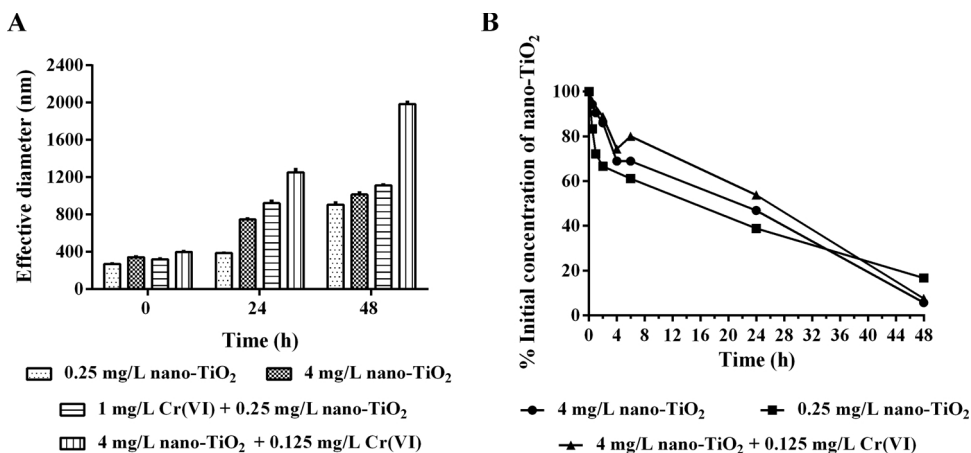 A
Effective diameter (nm)
2400
2000
1600
1200
800
400
0
0
24
48
Time (h)
0.25 mg/L nano-TiO₂
4 mg/L nano-TiO₂
1 mg/L Cr(VI) + 0.25 mg/L nano-TiO₂
4 mg/L nano-TiO₂ + 0.125 mg/L Cr(VI)
B
% Initial concentration of nano-TiO₂
100
80
60
40
20
0
0 4 8 12 16 20 24 28 32 36 40 44 48
Time (h)
4 mg/L nano-TiO₂
0.25 mg/L nano-TiO₂
4 mg/L nano-TiO₂ + 0.125 mg/L Cr(VI)